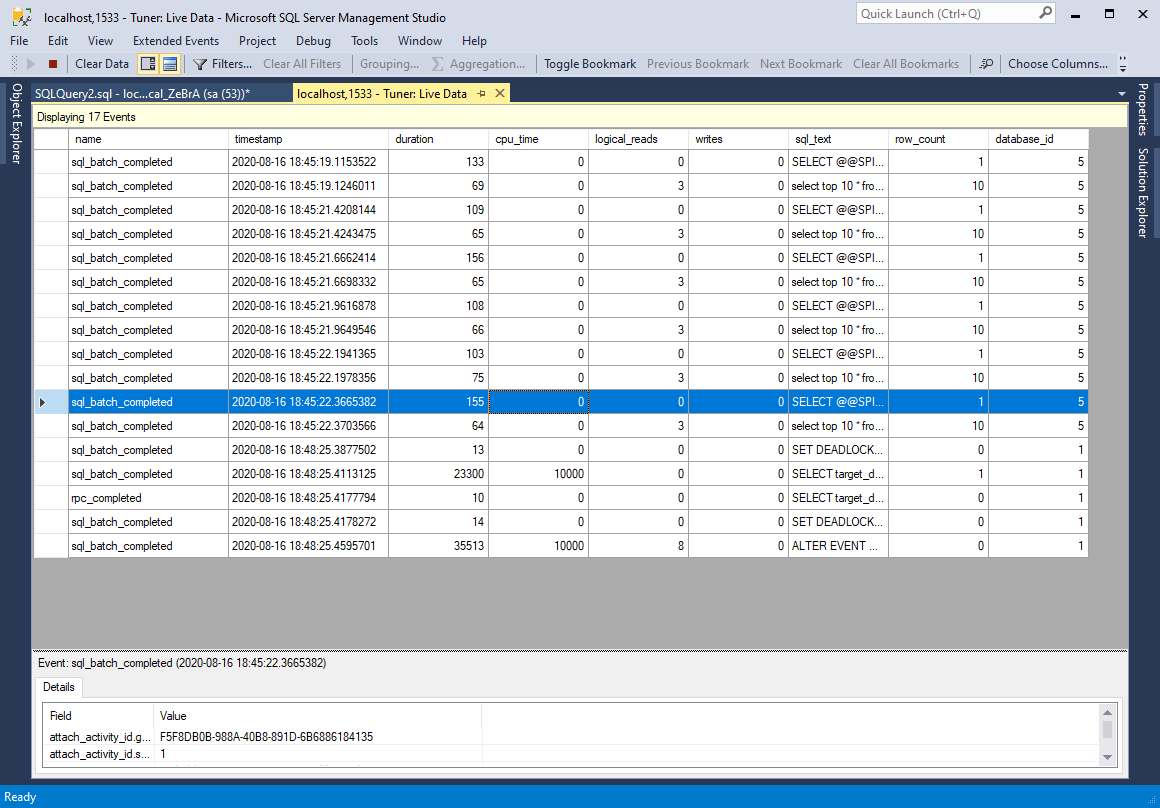 localhost,1533 - Tuner: Live Data - Microsoft SQL Server Management Studio
Quick Launch (Ctrl+Q)
File Edit View Extended Events Project Debug Tools Window Help
Clear Data Filters... Clear All Filters Grouping... Aggregation... Toggle Bookmark Previous Bookmark Next Bookmark Clear All Bookmarks Choose Columns...
Object Explorer
SQLQuery2.sql - loc...cal_ZeBrA (sa (53))* localhost,1533 - Tuner: Live Data
Properties
Solution Explorer
Displaying 17 Events
name timestamp duration cpu_time logical_reads writes sql_text row_count database_id
sql_batch_completed 2020-08-16 18:45:19.1153522 133 0 0 0 SELECT @@SPI... 1 5
sql_batch_completed 2020-08-16 18:45:19.1246011 69 0 3 0 select top 10 * fro... 10 5
sql_batch_completed 2020-08-16 18:45:21.4208144 109 0 0 0 SELECT @@SPI... 1 5
sql_batch_completed 2020-08-16 18:45:21.4243475 65 0 3 0 select top 10 * fro... 10 5
sql_batch_completed 2020-08-16 18:45:21.6662414 156 0 0 0 SELECT @@SPI... 1 5
sql_batch_completed 2020-08-16 18:45:21.6698332 65 0 3 0 select top 10 * fro... 10 5
sql_batch_completed 2020-08-16 18:45:21.9616878 108 0 0 0 SELECT @@SPI... 1 5
sql_batch_completed 2020-08-16 18:45:21.9649546 66 0 3 0 select top 10 * fro... 10 5
sql_batch_completed 2020-08-16 18:45:22.1941365 103 0 0 0 SELECT @@SPI... 1 5
sql_batch_completed 2020-08-16 18:45:22.1978356 75 0 3 0 select top 10 * fro... 10 5
sql_batch_completed 2020-08-16 18:45:22.3665382 155 0 0 0 SELECT @@SPI... 1 5
sql_batch_completed 2020-08-16 18:45:22.3703566 64 0 3 0 select top 10 * fro... 10 5
sql_batch_completed 2020-08-16 18:48:25.3877502 13 0 0 0 SET DEADLOCK... 0 1
sql_batch_completed 2020-08-16 18:48:25.4113125 23300 10000 0 0 SELECT target_d... 1 1
rpc_completed 2020-08-16 18:48:25.4177794 10 0 0 0 SELECT target_d... 0 1
sql_batch_completed 2020-08-16 18:48:25.4178272 14 0 0 0 SET DEADLOCK... 0 1
sql_batch_completed 2020-08-16 18:48:25.4595701 35513 10000 8 0 ALTER EVENT ... 0 1
Event: sql_batch_completed (2020-08-16 18:45:22.3665382)
Details
Field Value
attach_activity_id.g... F5F8DB0B-988A-40B8-891D-6B6886184135
attach_activity_id.s... 1
Ready